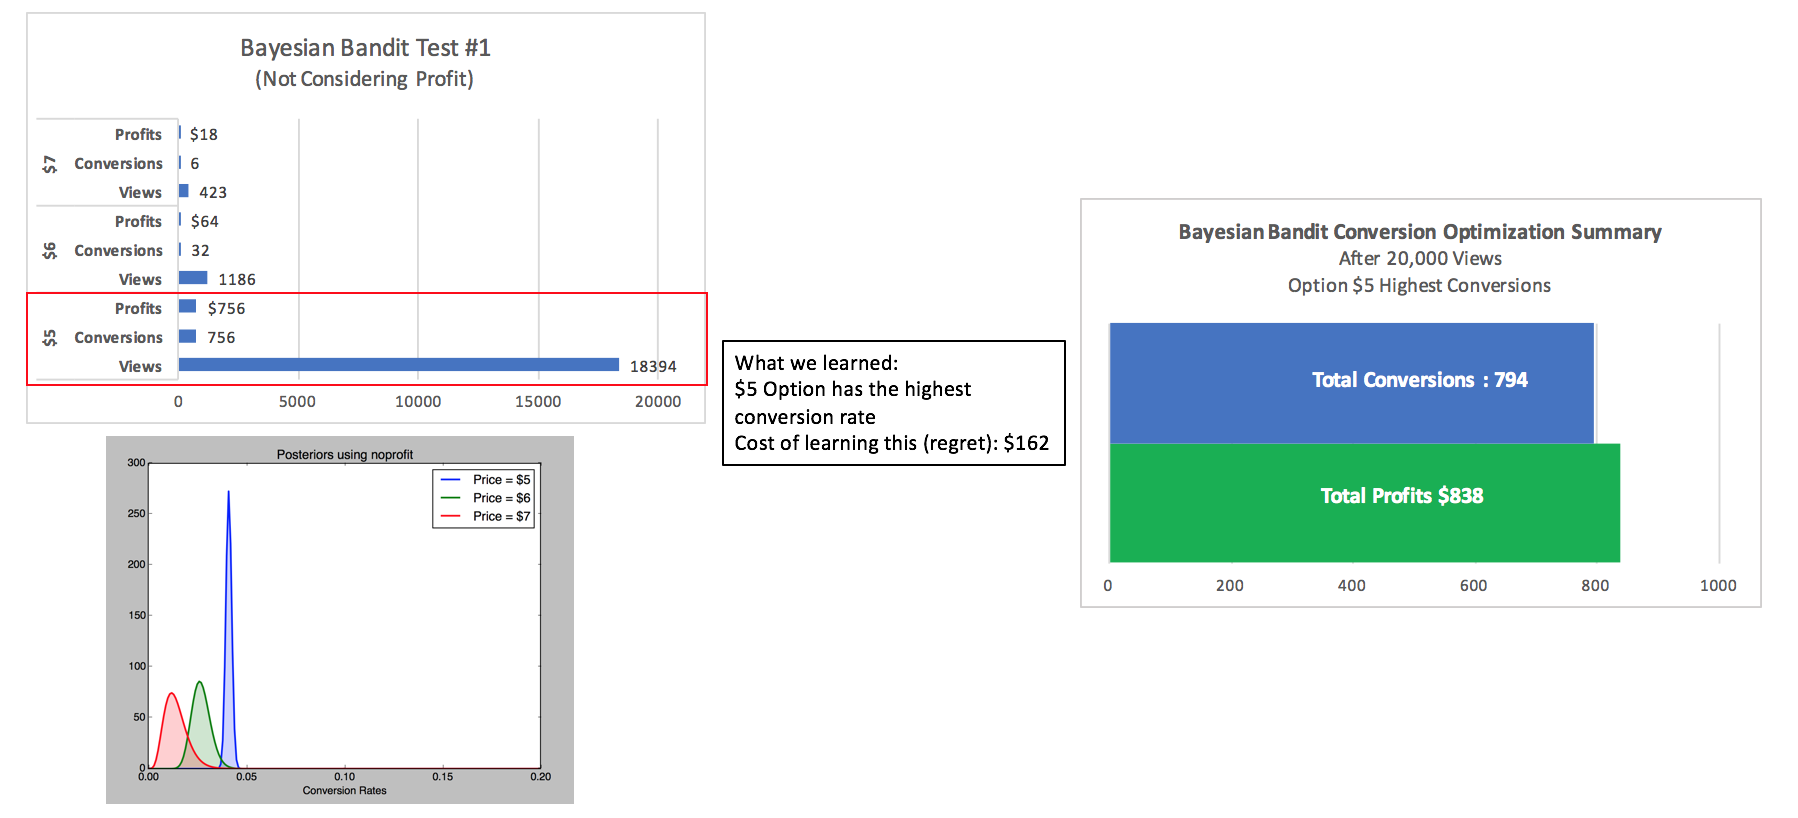 Bayesian Bandit Test #1
(Not Considering Profit)
$7
Profits $18
Conversions 6
Views 423
$6
Profits $64
Conversions 32
Views 1186
$5
Profits $756
Conversions 756
Views 18394
0 5000 10000 15000 20000
Posteriors using noprofit
Price = $5
Price = $6
Price = $7
300
250
200
150
100
50
0
0.00 0.05 0.10 0.15 0.20
Conversion Rates
What we learned:
$5 Option has the highest
conversion rate
Cost of learning this (regret): $162
Bayesian Bandit Conversion Optimization Summary
After 20,000 Views
Option $5 Highest Conversions
Total Conversions : 794
Total Profits $838
0 200 400 600 800 1000